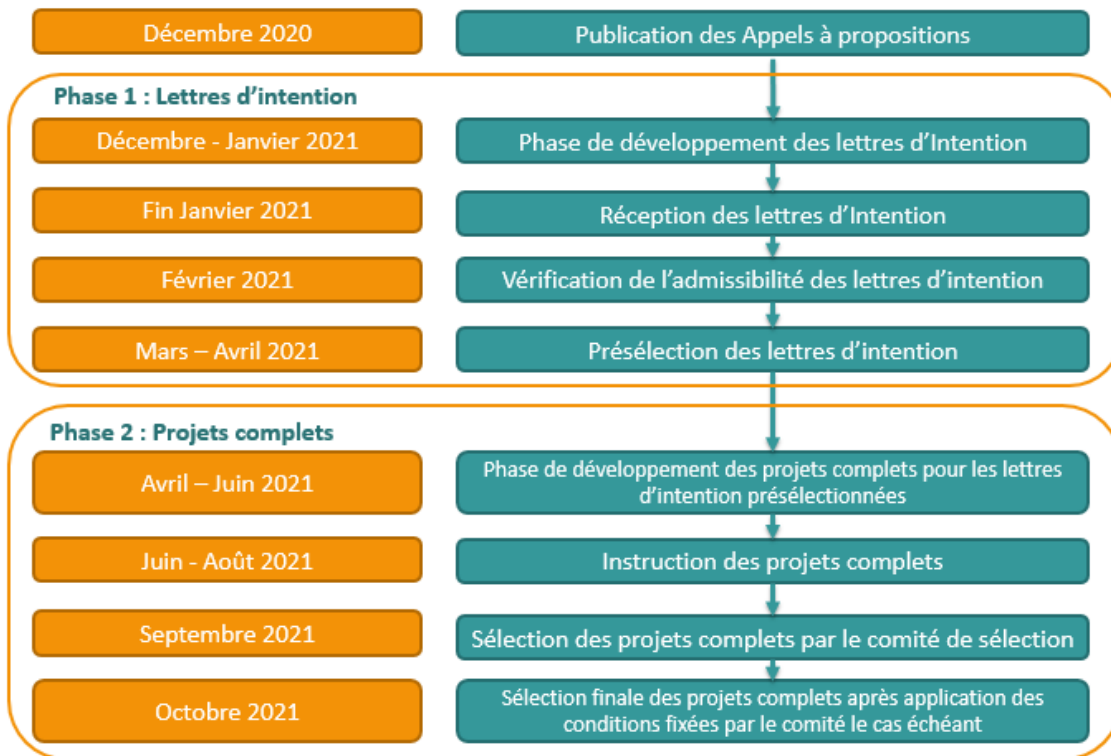 Décembre 2020
Publication des Appels à propositions
Phase 1 : Lettres d'intention
Décembre - Janvier 2021
Phase de développement des lettres d'Intention
Fin Janvier 2021
Réception des lettres d'Intention
Février 2021
Vérification de l'admissibilité des lettres d'intention
Mars – Avril 2021
Présélection des lettres d'intention
Phase 2 : Projets complets
Avril – Juin 2021
Phase de développement des projets complets pour les lettres
d'intention présélectionnées
Juin - Août 2021
Instruction des projets complets
Septembre 2021
Sélection des projets complets par le comité de sélection
Octobre 2021
Sélection finale des projets complets après application des
conditions fixées par le comité le cas échéant